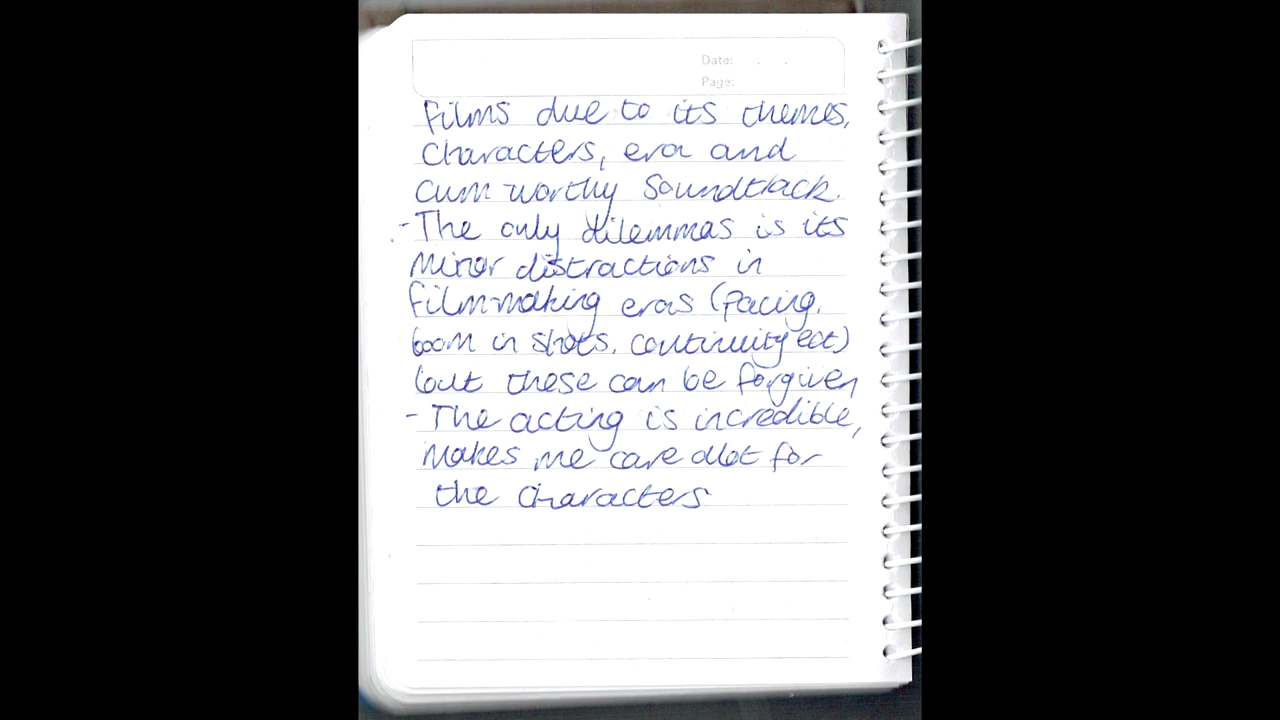 Date: . .
Page:
films due to its themes,
characters, era and
cum-worthy soundtrack.
- The only dilemmas is its
minor distractions in
film-making eras (pacing,
boom in shots, continuity ect)
but these can be forgiven
- The acting is incredible,
makes me care alot for
the characters